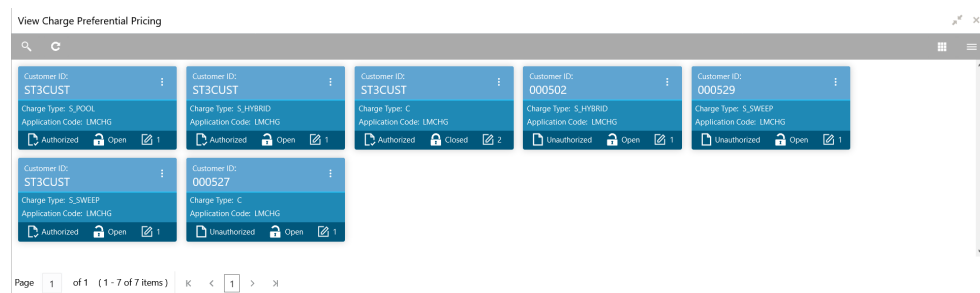 View Charge Preferential Pricing
Customer ID:
ST3CUST
Charge Type: S_POOL
Application Code: LMCHG
Authorized Open 1
Customer ID:
ST3CUST
Charge Type: S_HYBRID
Application Code: LMCHG
Authorized Open 1
Customer ID:
ST3CUST
Charge Type: C
Application Code: LMCHG
Authorized Closed 2
Customer ID:
000502
Charge Type: S_HYBRID
Application Code: LMCHG
Unauthorized Open 1
Customer ID:
000529
Charge Type: S_SWEEP
Application Code: LMCHG
Unauthorized Open 1
Customer ID:
ST3CUST
Charge Type: S_SWEEP
Application Code: LMCHG
Authorized Open 1
Customer ID:
000527
Charge Type: C
Application Code: LMCHG
Unauthorized Open 1
Page 1 of 1 (1 - 7 of 7 items) 1